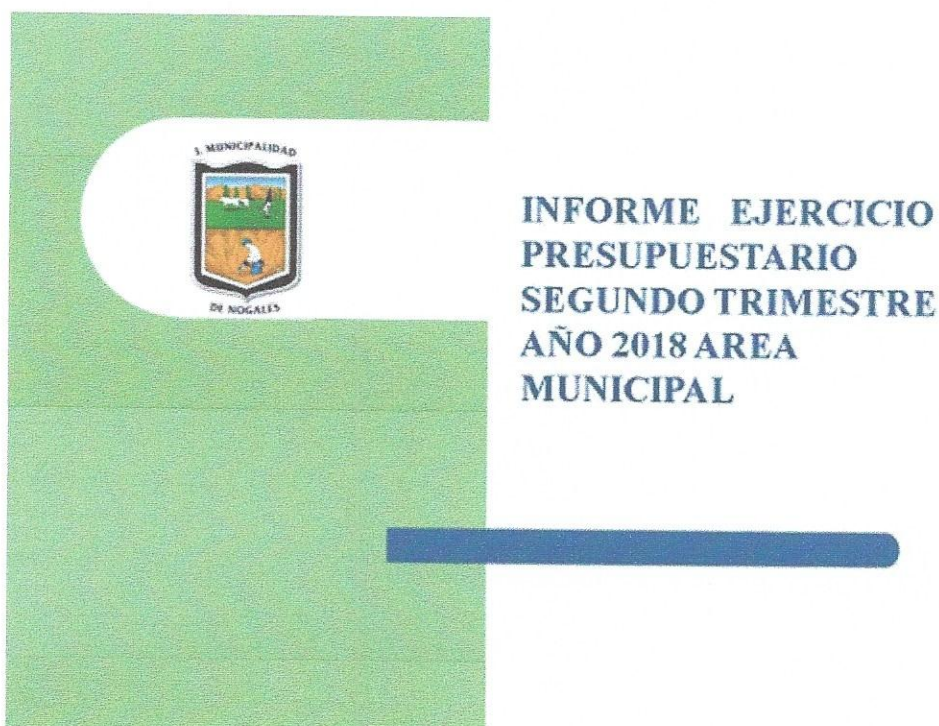 I. MUNICIPALIDAD
DE NOGALES
INFORME EJERCICIO
PRESUPUESTARIO
SEGUNDO TRIMESTRE
AÑO 2018 AREA
MUNICIPAL